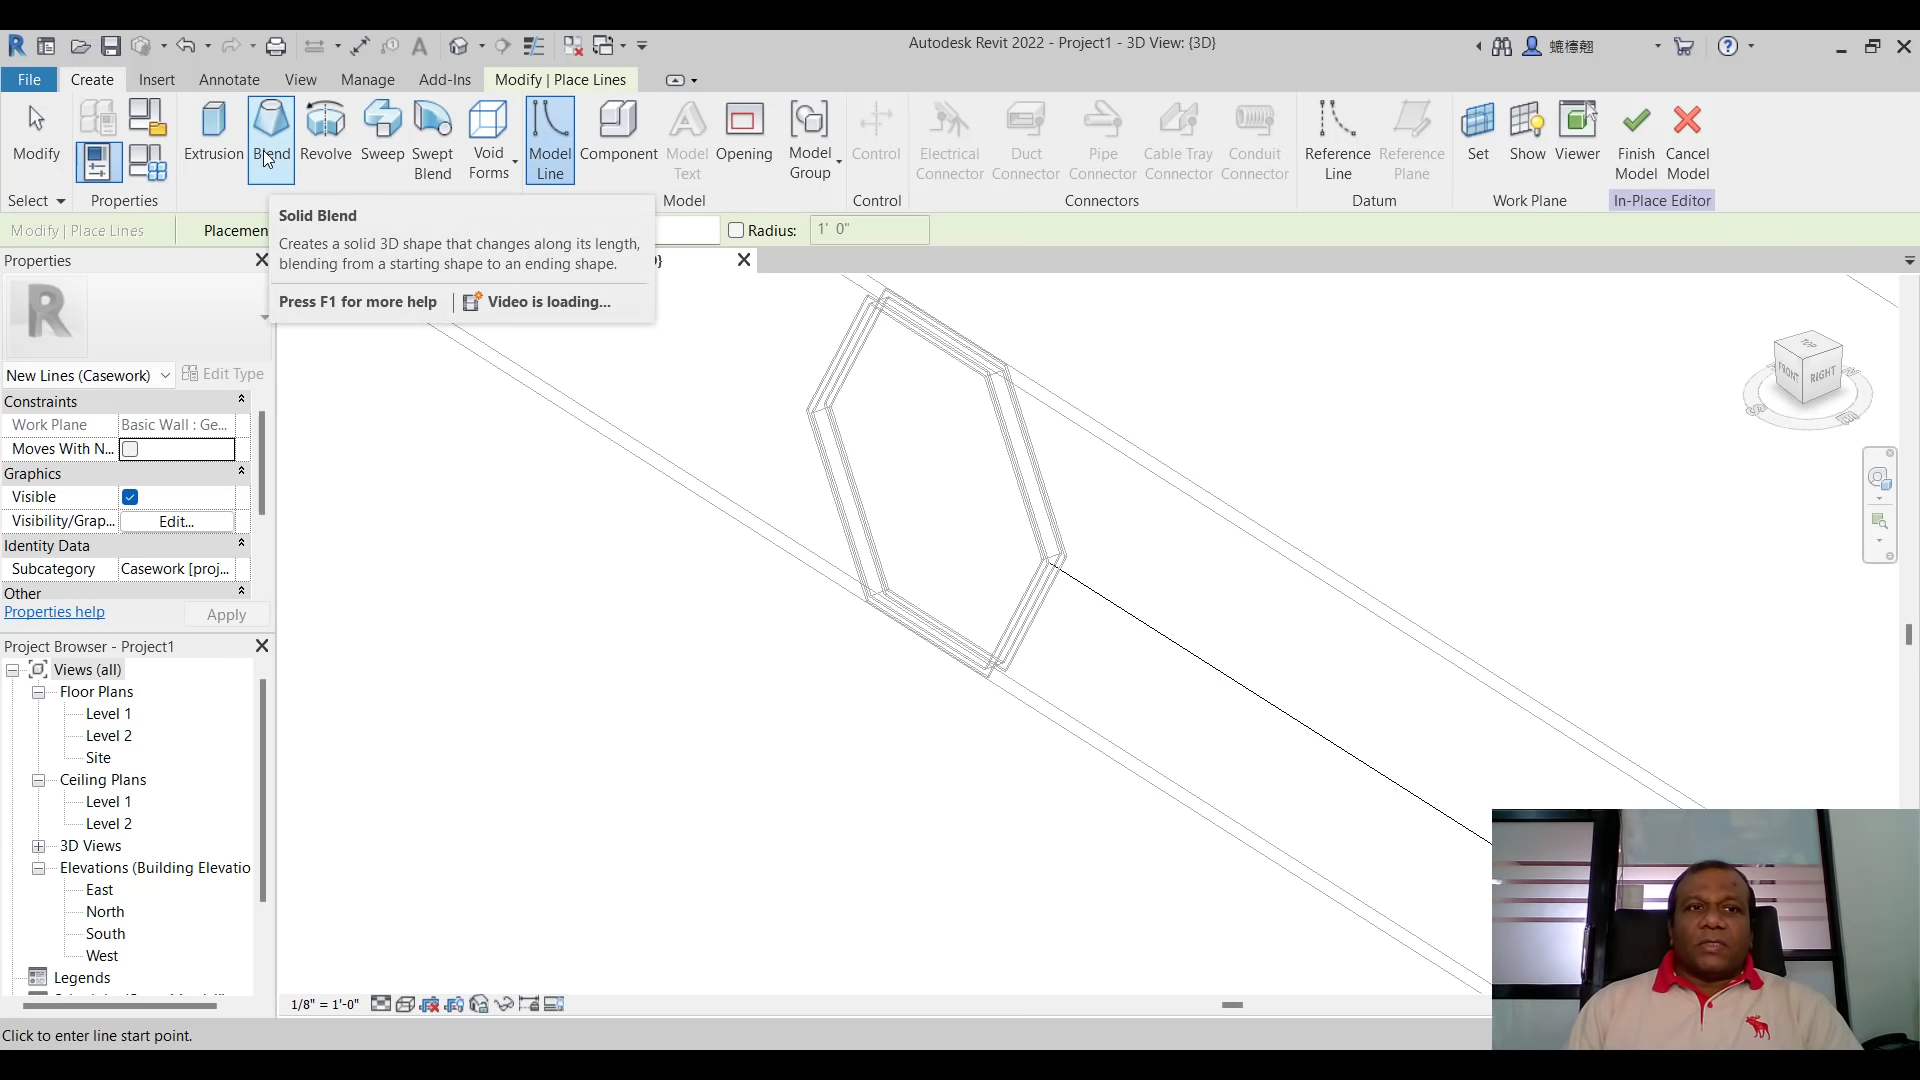 Autodesk Revit 2022 - Project1 - 3D View: {3D}
File
Create
Insert
Annotate
View
Manage
Add-Ins
Modify | Place Lines
Modify
Extrusion
Blend
Revolve
Sweep
Swept
Blend
Void
Forms
Model
Line
Component
Model
Text
Opening
Model
Group
Control
Electrical
Connector
Duct
Connector
Pipe
Connector
Cable Tray
Connector
Conduit
Connector
Reference
Line
Reference
Plane
Set
Show
Viewer
Finish
Model
Cancel
Model
Select
Properties
Model
Control
Connectors
Datum
Work Plane
In-Place Editor
Modify | Place Lines
Placemen
Radius:
1' 0"
Solid Blend
Creates a solid 3D shape that changes along its length,
blending from a starting shape to an ending shape.
Press F1 for more help
Video is loading...
Properties
New Lines (Casework)
Edit Type
Constraints
Work Plane
Basic Wall : Ge...
Moves With N...
Graphics
Visible
Visibility/Grap...
Edit...
Identity Data
Subcategory
Casework [proj...
Other
Properties help
Apply
Project Browser - Project1
Views (all)
Floor Plans
Level 1
Level 2
Site
Ceiling Plans
Level 1
Level 2
3D Views
Elevations (Building Elevatio
East
North
South
West
Legends
TOP
FRONT
RIGHT
1/8" = 1'-0"
Click to enter line start point.